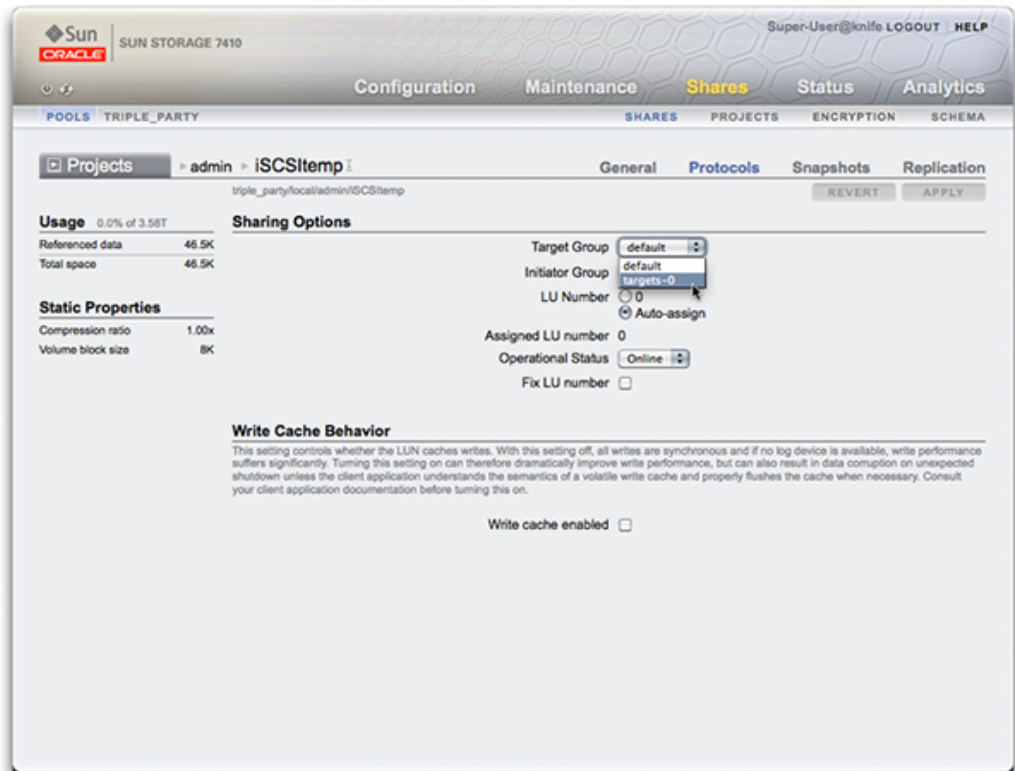 Sun
ORACLE
SUN STORAGE 7410
Super-User@knife LOGOUT HELP
Configuration Maintenance Shares Status Analytics
POOLS TRIPLE_PARTY SHARES PROJECTS ENCRYPTION SCHEMA
Projects admin iSCSItemp General Protocols Snapshots Replication
triple_party/local/admin/iSCSItemp REVERT APPLY
Usage 0.0% of 3.58T
Referenced data 46.5K
Total space 46.5K
Static Properties
Compression ratio 1.00x
Volume block size 8K
Sharing Options
Target Group default
default
Initiator Group targets-0
LU Number 0
Auto-assign
Assigned LU number 0
Operational Status Online
Fix LU number
Write Cache Behavior
This setting controls whether the LUN caches writes. With this setting off, all writes are synchronous and if no log device is available, write performance
suffers significantly. Turning this setting on can therefore dramatically improve write performance, but can also result in data corruption on unexpected
shutdown unless the client application understands the semantics of a volatile write cache and properly flushes the cache when necessary. Consult
your client application documentation before turning this on.
Write cache enabled